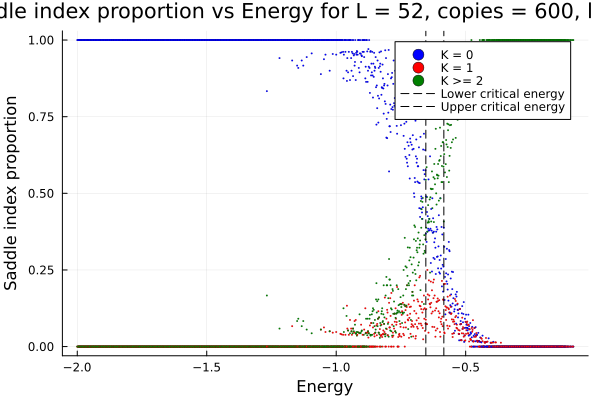 dle index proportion vs Energy for L = 52, copies = 600,
K = 0
K = 1
K >= 2
Lower critical energy
Upper critical energy
1.00
0.75
0.50
0.25
0.00
Saddle index proportion
−2.0 −1.5 −1.0 −0.5
Energy